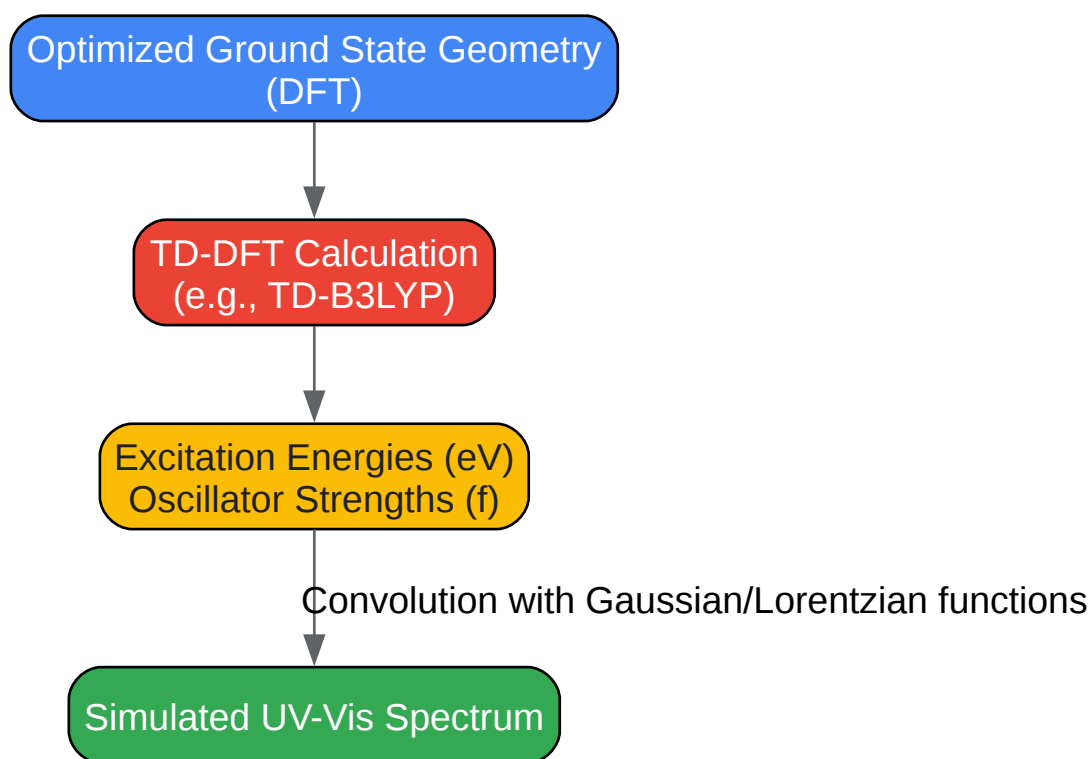 Optimized Ground State Geometry
(DFT)
TD-DFT Calculation
(e.g., TD-B3LYP)
Excitation Energies (eV)
Oscillator Strengths (f)
Convolution with Gaussian/Lorentzian functions
Simulated UV-Vis Spectrum